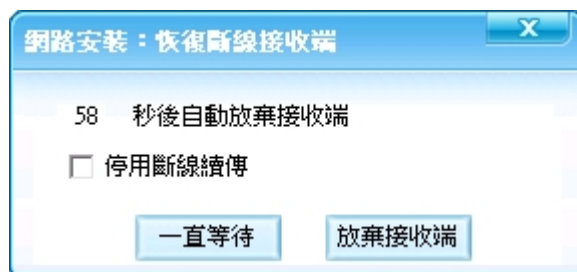 網路安裝：恢復斷線接收端
58 秒後自動放棄接收端
停用斷線續傳
一直等待 放棄接收端